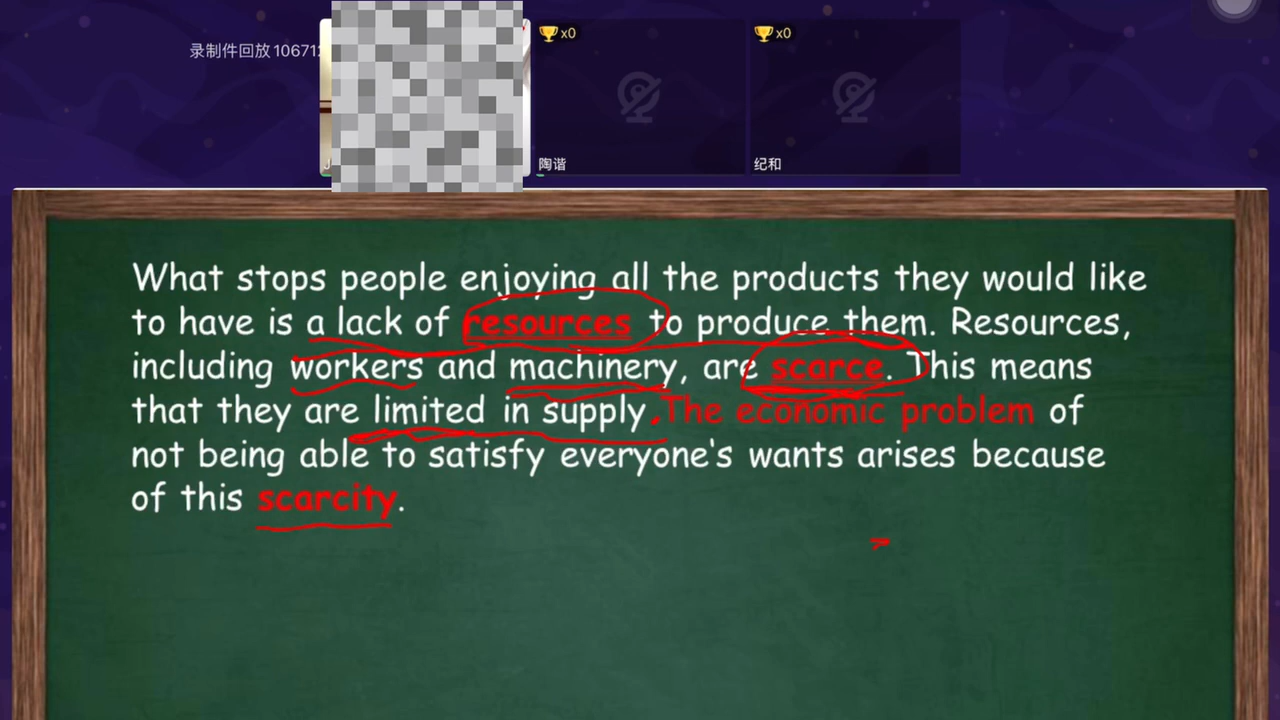 录制件回放10671
x0
x0
陶谐
纪和
What stops people enjoying all the products they would like
to have is a lack of resources to produce them. Resources,
including workers and machinery, are scarce. This means
that they are limited in supply.The economic problem of
not being able to satisfy everyone's wants arises because
of this scarcity.